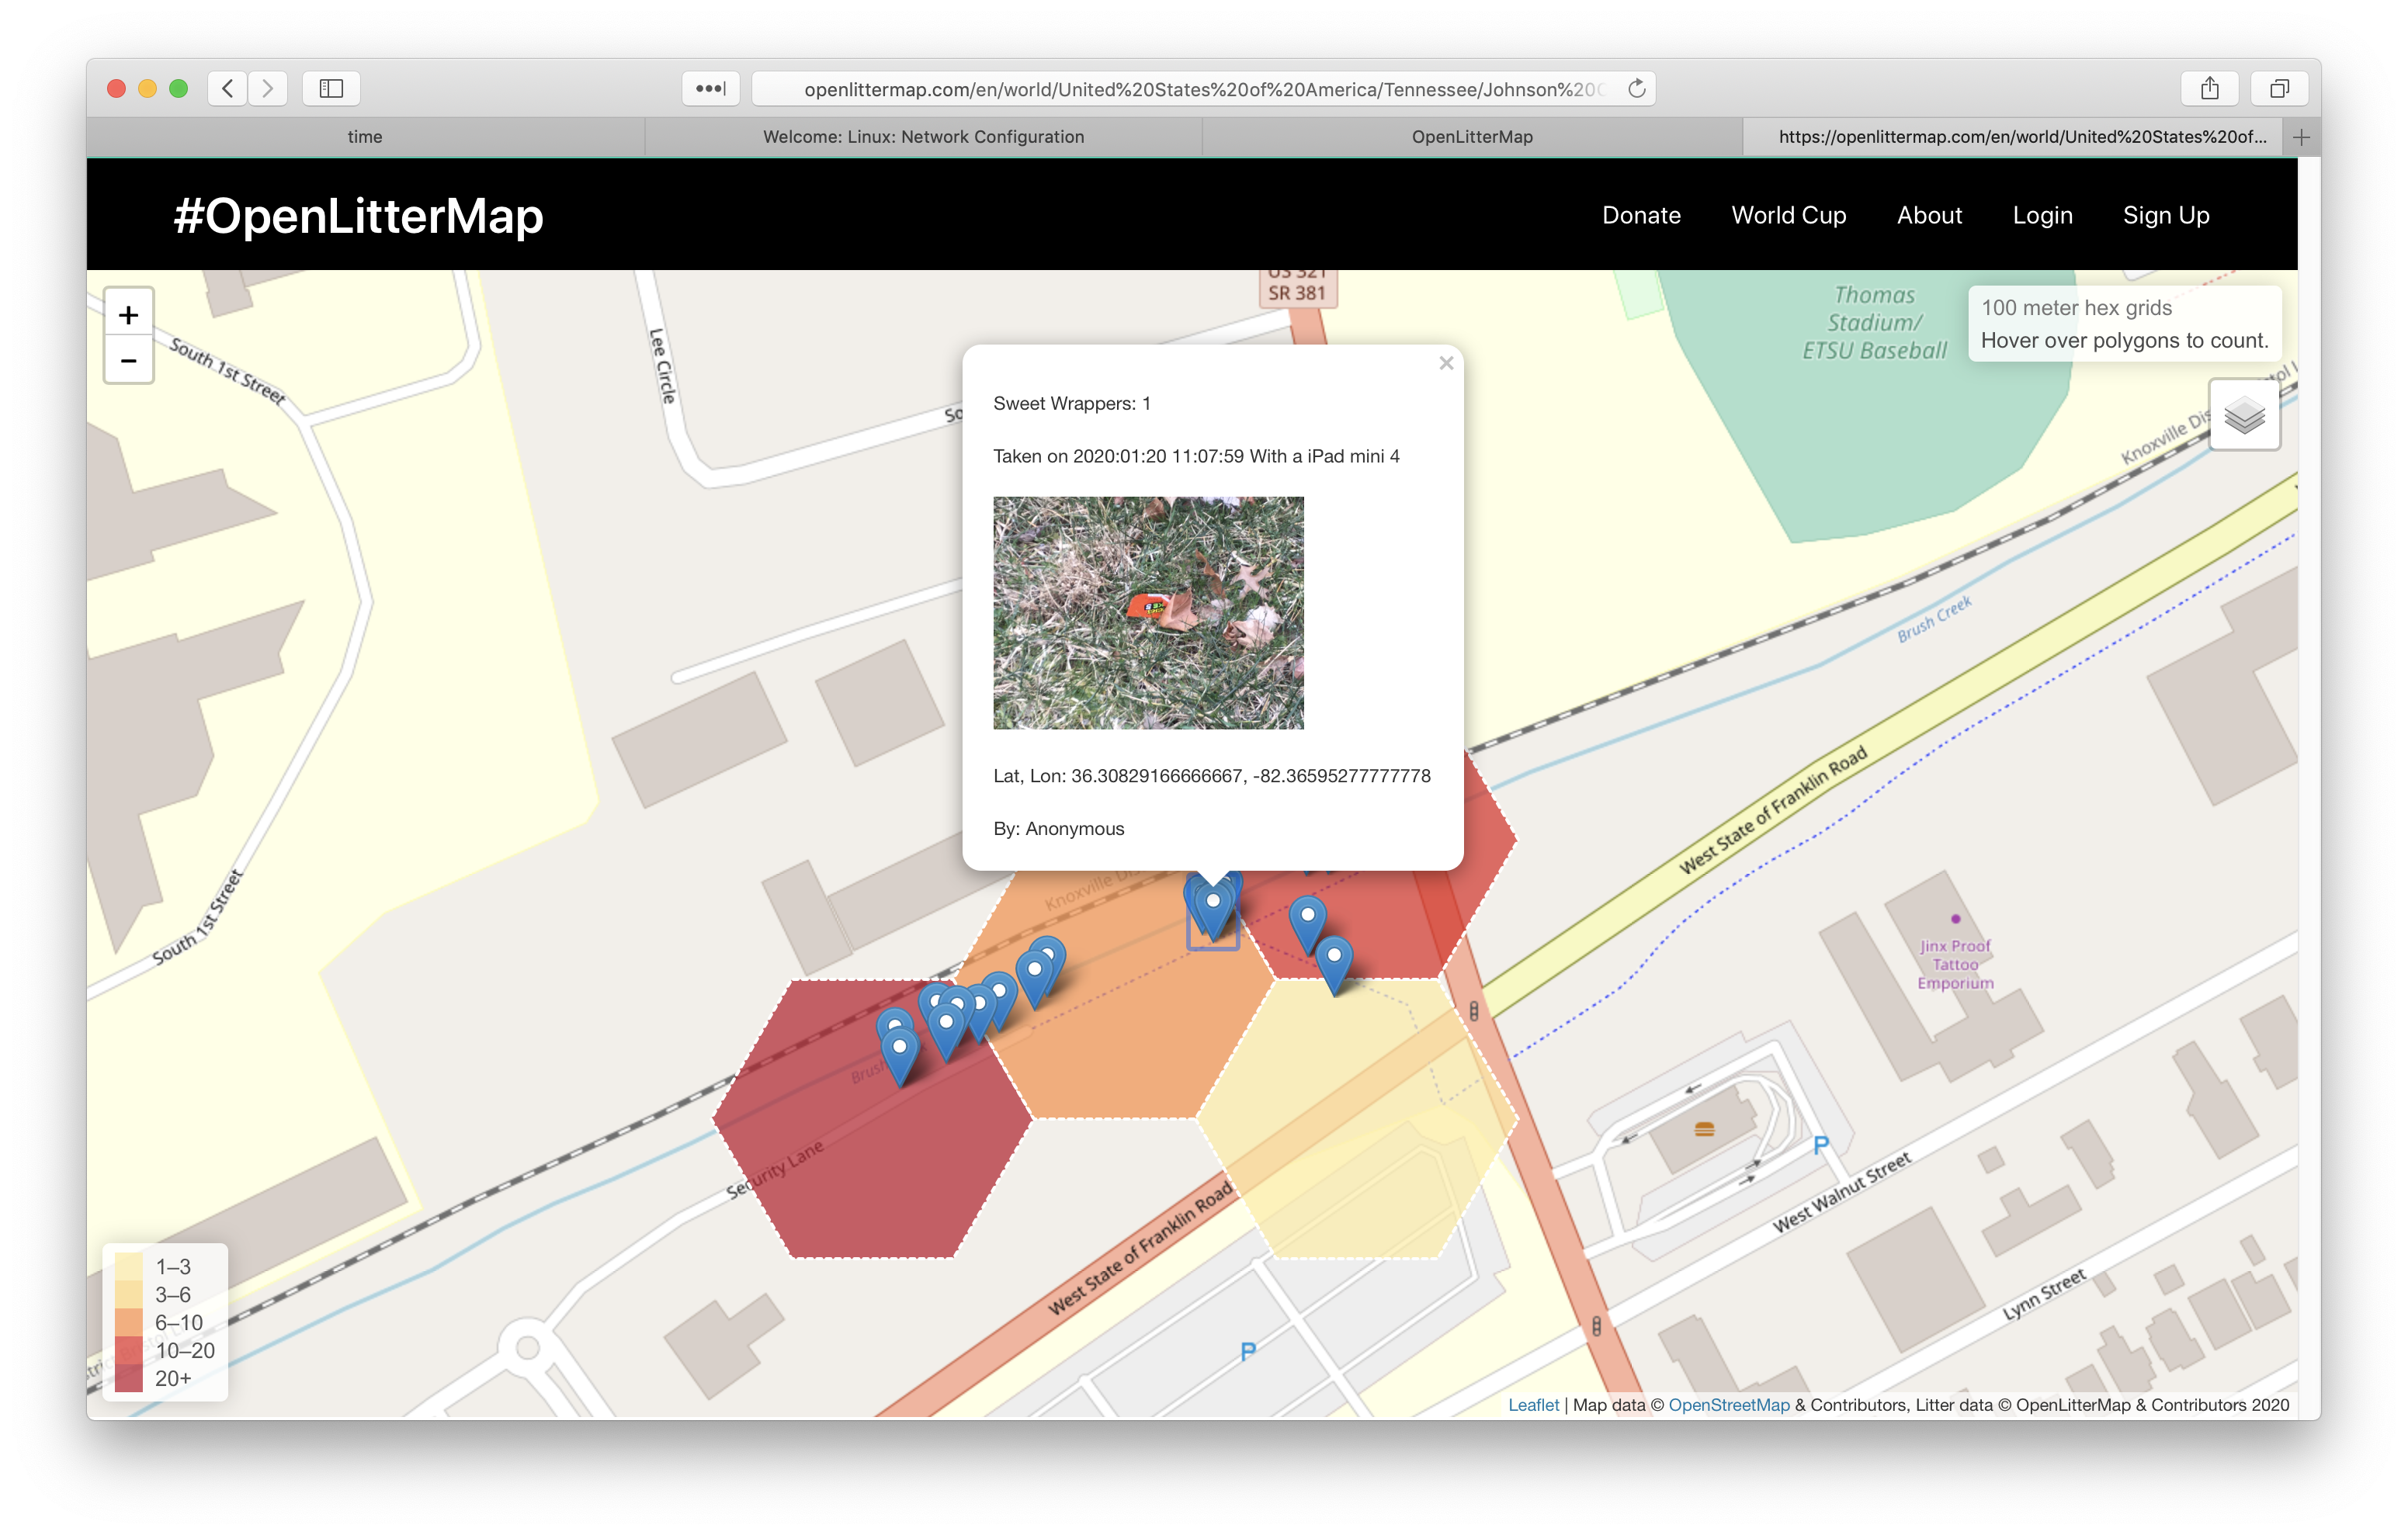 openlittermap.com/en/world/United%20States%20of%20America/Tennessee/Johnson%20
time
Welcome: Linux: Network Configuration
OpenLitterMap
https://openlittermap.com/en/world/United%20States%20of...
#OpenLitterMap
Donate
World Cup
About
Login
Sign Up
+
−
US 321
SR 381
Thomas
Stadium/
ETSU Baseball
100 meter hex grids
Hover over polygons to count.
South 1st Street
Lee Circle
So
Knoxville Dis
×
Sweet Wrappers: 1
Taken on 2020:01:20 11:07:59 With a iPad mini 4
Lat, Lon: 36.30829166666667, -82.36595277777778
By: Anonymous
Brush Creek
West State of Franklin Road
Knoxville Dis
South 1st Street
Jinx Proof
Tattoo
Emporium
Brush
Security Lane
P
West State of Franklin Road
West Walnut Street
Lynn Street
P
1–3
3–6
6–10
10–20
20+
Leaflet | Map data © OpenStreetMap & Contributors, Litter data © OpenLitterMap & Contributors 2020